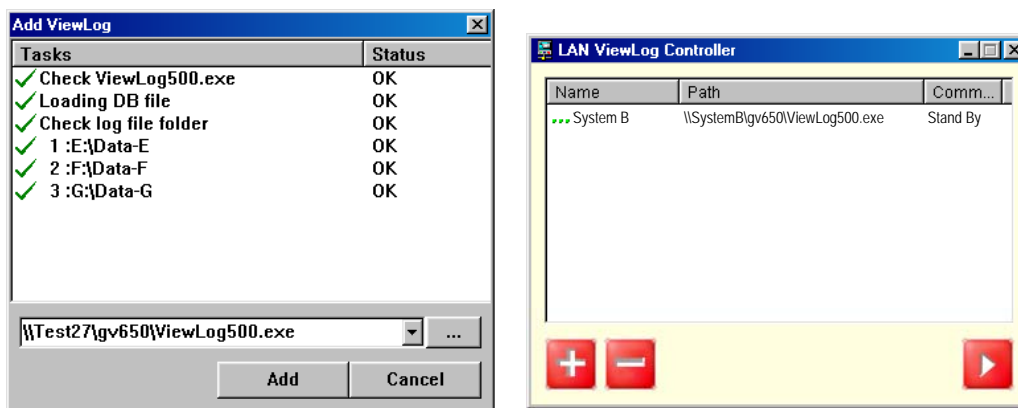 Add ViewLog
Tasks Status
Check ViewLog500.exe OK
Loading DB file OK
Check log file folder OK
1 :E:\Data-E OK
2 :F:\Data-F OK
3 :G:\Data-G OK
\\Test27\gv650\ViewLog500.exe ...
Add Cancel
LAN ViewLog Controller
Name Path Comm...
System B \\SystemB\gv650\ViewLog500.exe Stand By